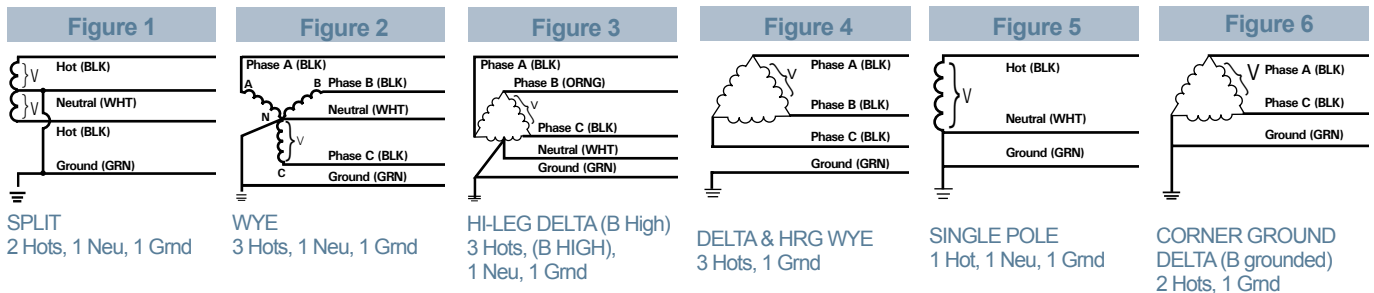 Figure 1
Hot (BLK)
V
Neutral (WHT)
V
Hot (BLK)
Ground (GRN)
SPLIT
2 Hots, 1 Neu, 1 Grnd
Figure 2
Phase A (BLK)
A
B Phase B (BLK)
Neutral (WHT)
N
V
Phase C (BLK)
C
Ground (GRN)
WYE
3 Hots, 1 Neu, 1 Grnd
Figure 3
Phase A (BLK)
Phase B (ORNG)
V
Phase C (BLK)
Neutral (WHT)
Ground (GRN)
HI-LEG DELTA (B High)
3 Hots, (B HIGH),
1 Neu, 1 Grnd
Figure 4
Phase A (BLK)
V
Phase B (BLK)
Phase C (BLK)
Ground (GRN)
DELTA & HRG WYE
3 Hots, 1 Grnd
Figure 5
Hot (BLK)
V
Neutral (WHT)
Ground (GRN)
SINGLE POLE
1 Hot, 1 Neu, 1 Grnd
Figure 6
V Phase A (BLK)
Phase C (BLK)
Ground (GRN)
CORNER GROUND
DELTA (B grounded)
2 Hots, 1 Grnd